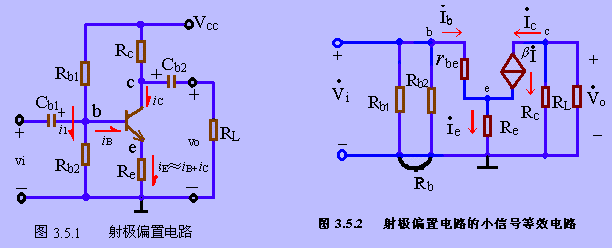 Vcc
Rc
Cb2
Rb1
c
+
+
iC
Cb1
b
+
i1
iB
e
vo
RL
vi
Rb2
Re
iE≈iB+iC
−
−
图 3.5.1 射极偏置电路
İb
İc
b
c
+
+
rbe
βİ
V̇i
Rb1
Rb2
e
Rc
RL
V̇o
İe
Re
−
−
Rb
图 3.5.2 射极偏置电路的小信号等效电路